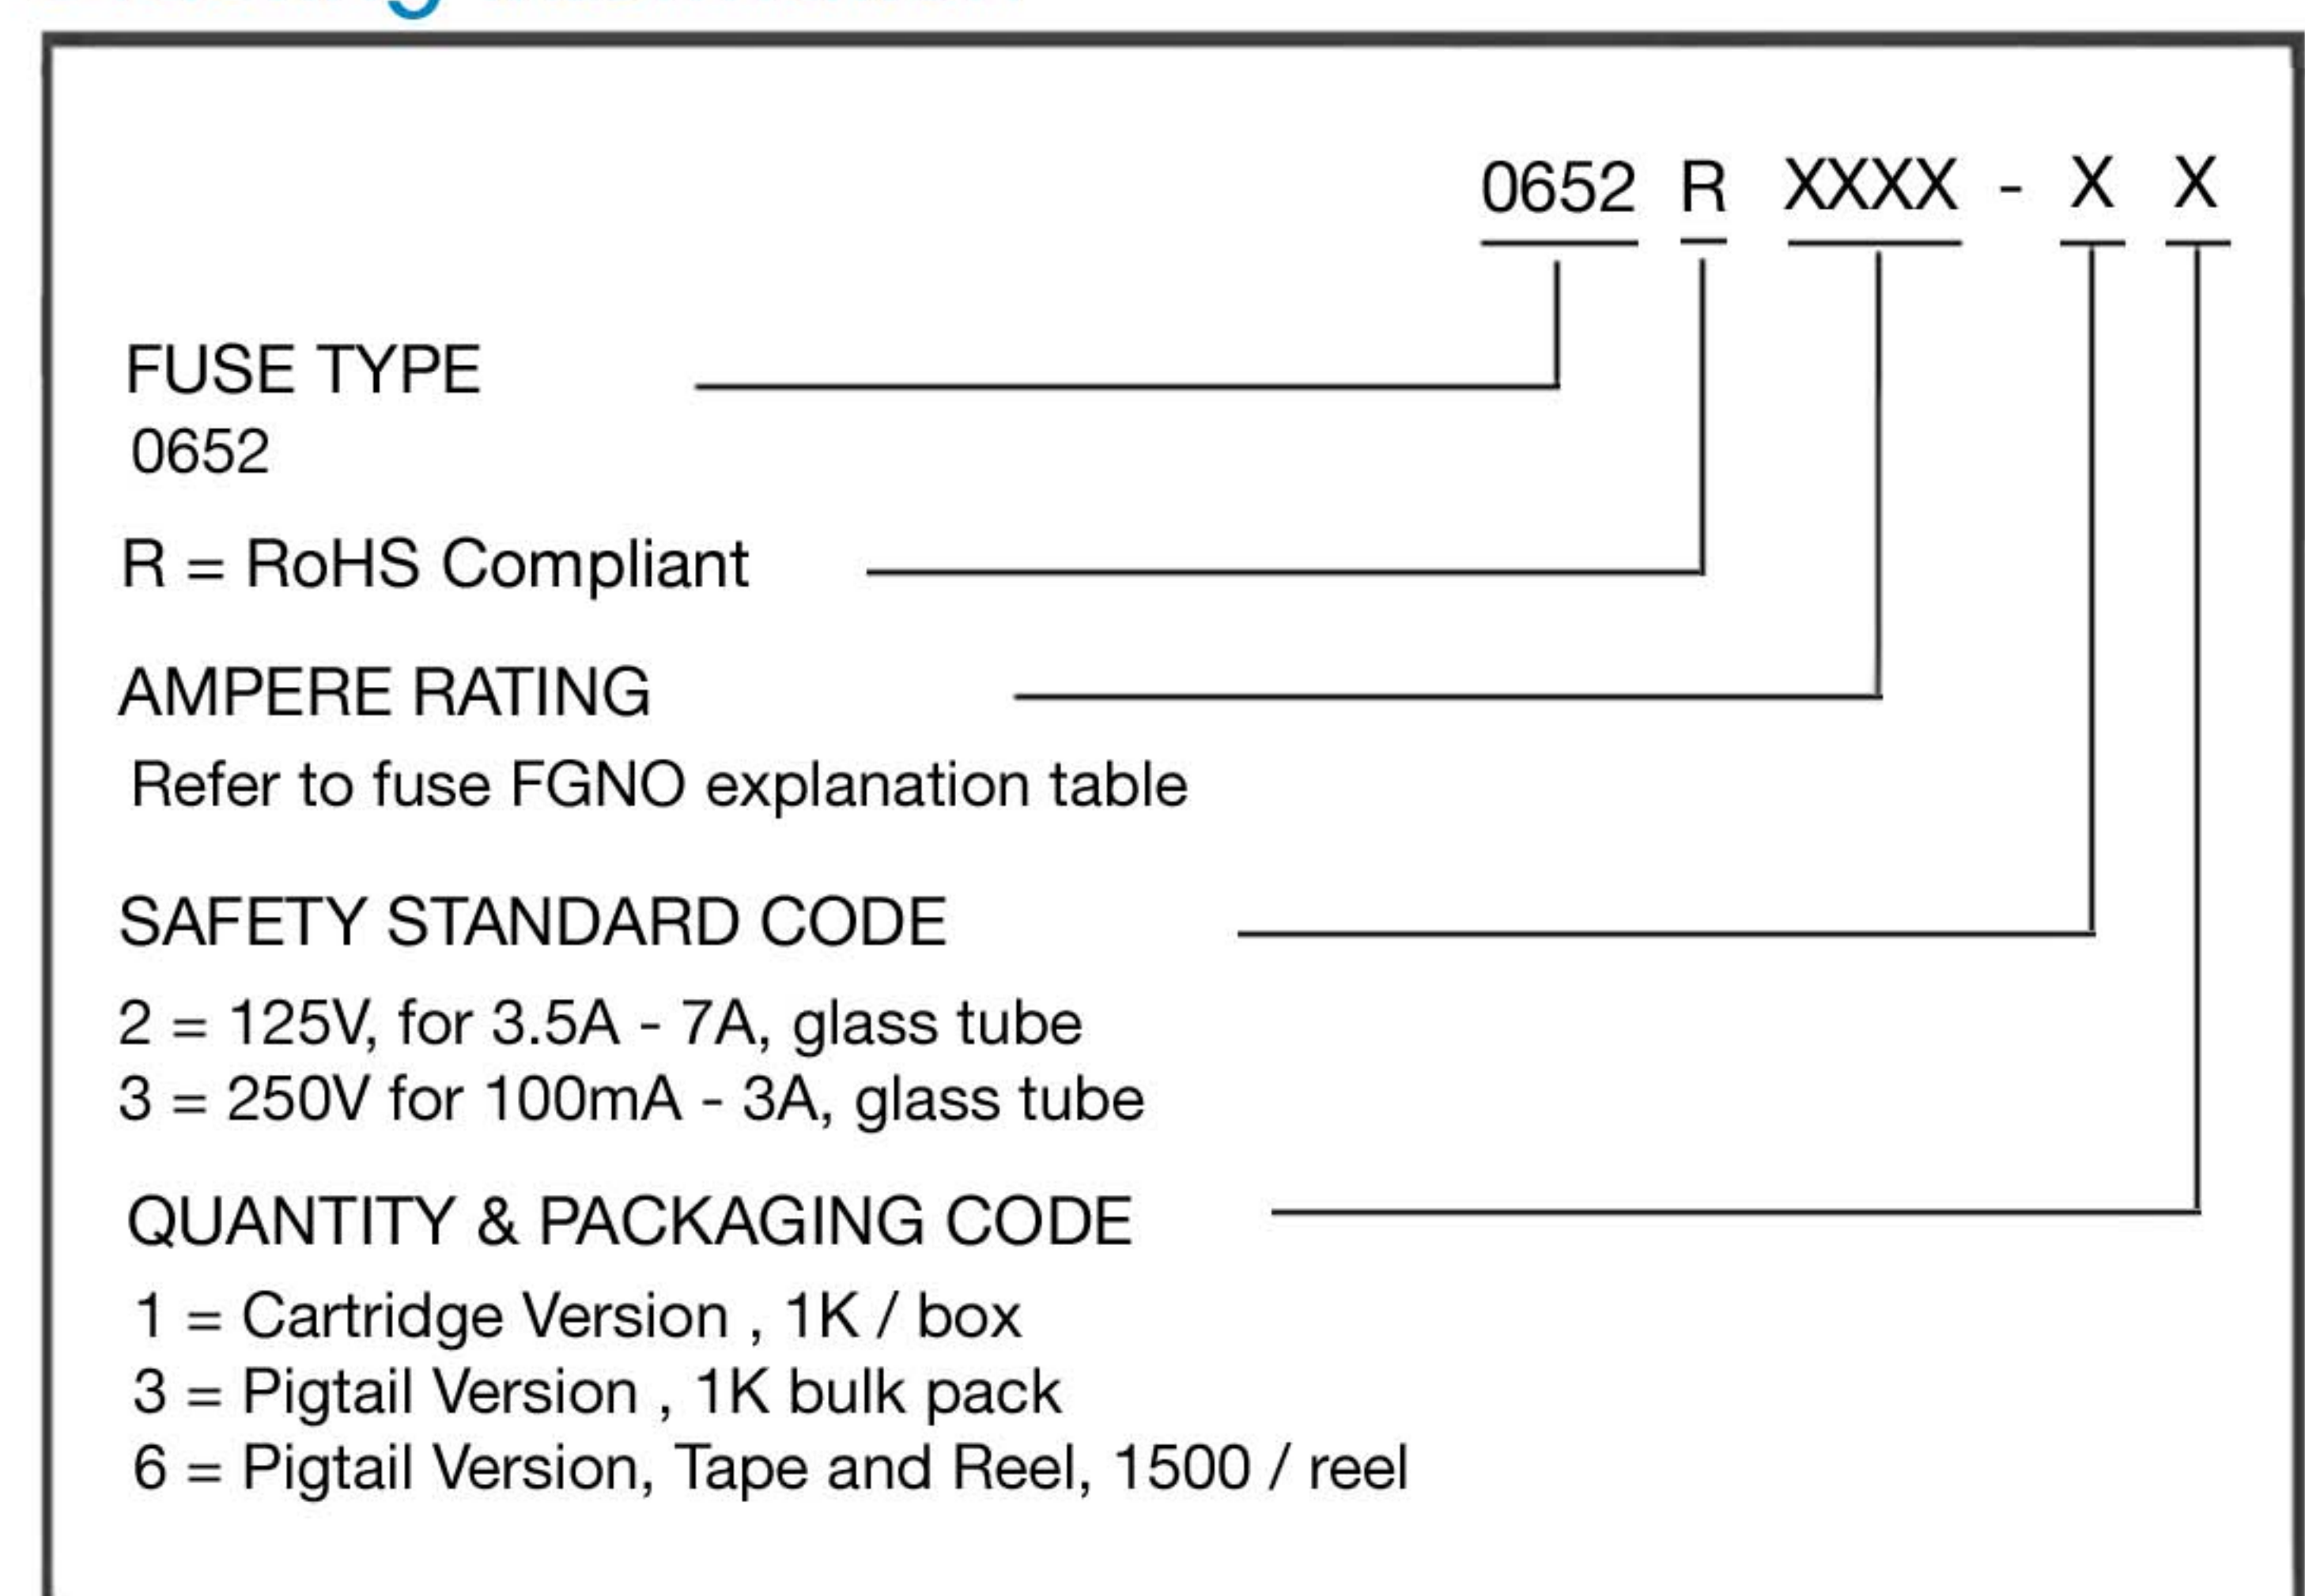 0652 R XXXX - X X
FUSE TYPE
0652
R = RoHS Compliant
AMPERE RATING
Refer to fuse FGNO explanation table
SAFETY STANDARD CODE
2 = 125V, for 3.5A - 7A, glass tube
3 = 250V for 100mA - 3A, glass tube
QUANTITY & PACKAGING CODE
1 = Cartridge Version , 1K / box
3 = Pigtail Version , 1K bulk pack
6 = Pigtail Version, Tape and Reel, 1500 / reel